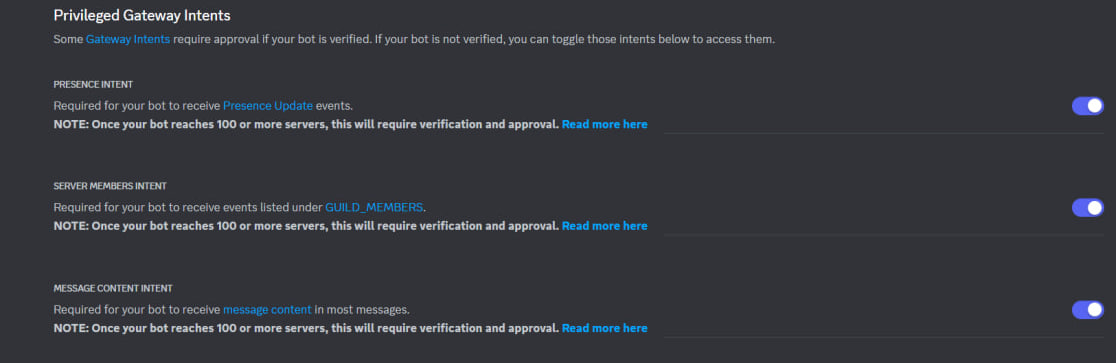 Privileged Gateway Intents
Some Gateway Intents require approval if your bot is verified. If your bot is not verified, you can toggle those intents below to access them.
PRESENCE INTENT
Required for your bot to receive Presence Update events.
NOTE: Once your bot reaches 100 or more servers, this will require verification and approval. Read more here
SERVER MEMBERS INTENT
Required for your bot to receive events listed under GUILD_MEMBERS.
NOTE: Once your bot reaches 100 or more servers, this will require verification and approval. Read more here
MESSAGE CONTENT INTENT
Required for your bot to receive message content in most messages.
NOTE: Once your bot reaches 100 or more servers, this will require verification and approval. Read more here